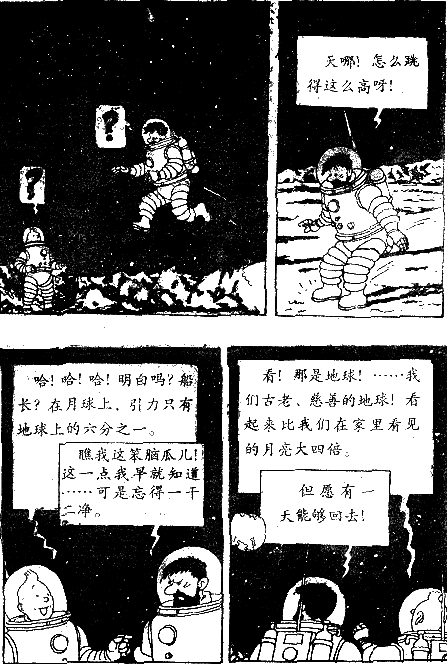 ?
?
天哪！怎么跳
得这么高呀！
哈！哈！哈！明白吗？船
长？在月球上，引力只有
地球上的六分之一。
瞧我这笨脑瓜儿！
这一点我早就知道
……可是忘得一干
二净。
看！那是地球！……我
们古老、慈善的地球！看
起来比我们在家里看见
的月亮大四倍。
但愿有一
天能够回去！